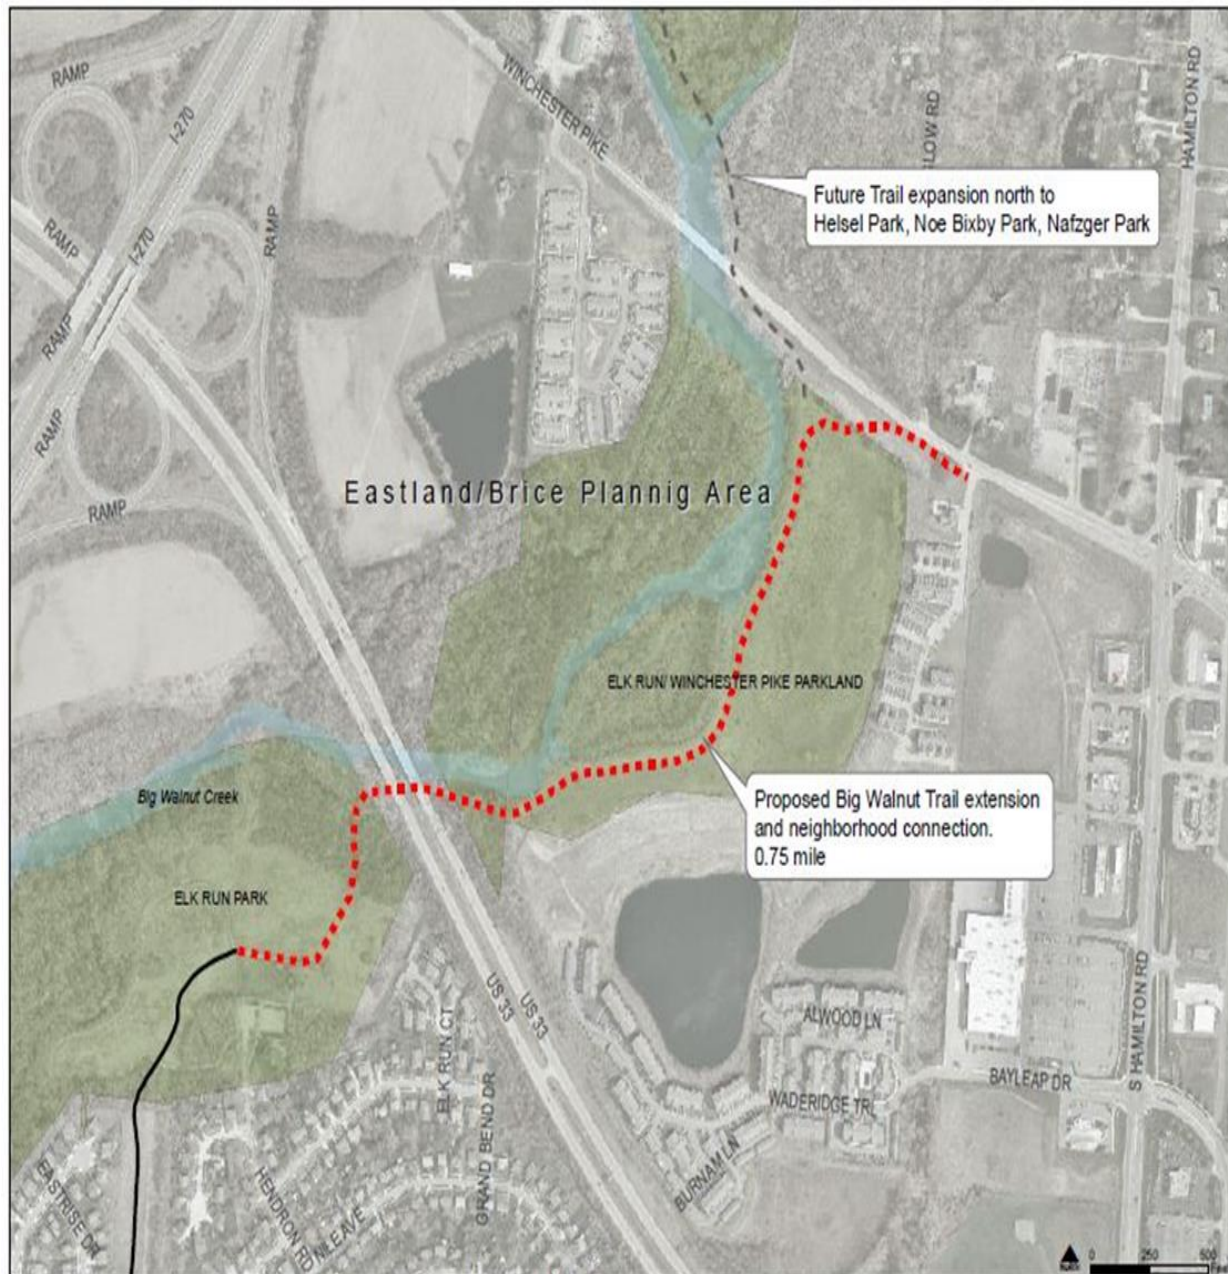 RAMP
I-270
WINCHESTER PIKE
HAMILTON RD
LOW RD
Future Trail expansion north to
Helsel Park, Noe Bixby Park, Nafzger Park
RAMP
RAMP
I-270
RAMP
RAMP
Eastland/Brice Plannig Area
RAMP
ELK RUN/ WINCHESTER PIKE PARKLAND
Big Walnut Creek
Proposed Big Walnut Trail extension
and neighborhood connection.
0.75 mile
ELK RUN PARK
US 33
US 33
ALWOOD LN
S HAMILTON RD
ELK RUN CT
BAYLEAP DR
WADERIDGE TRL
GRAND BEND DR
BURNAM LN
EASTRISE DR
HENDRON RD
0 250 500